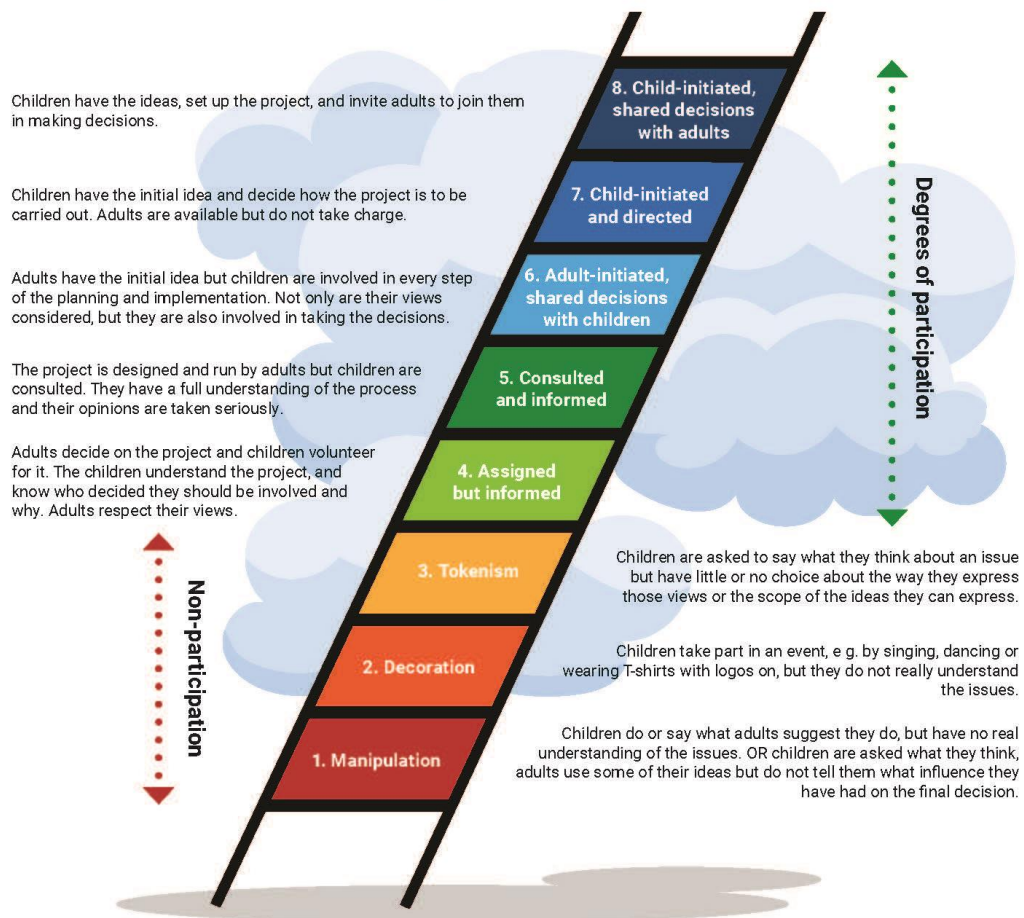 Children have the ideas, set up the project, and invite adults to join them
in making decisions.
8. Child-initiated,
shared decisions
with adults
Children have the initial idea and decide how the project is to be
carried out. Adults are available but do not take charge.
7. Child-initiated
and directed
Adults have the initial idea but children are involved in every step
of the planning and implementation. Not only are their views
considered, but they are also involved in taking the decisions.
6. Adult-initiated,
shared decisions
with children
The project is designed and run by adults but children are
consulted. They have a full understanding of the process
and their opinions are taken seriously.
5. Consulted
and informed
Adults decide on the project and children volunteer
for it. The children understand the project, and
know who decided they should be involved and
why. Adults respect their views.
4. Assigned
but informed
Degrees of participation
3. Tokenism
Children are asked to say what they think about an issue
but have little or no choice about the way they express
those views or the scope of the ideas they can express.
2. Decoration
Children take part in an event, e g. by singing, dancing or
wearing T-shirts with logos on, but they do not really understand
the issues.
1. Manipulation
Children do or say what adults suggest they do, but have no real
understanding of the issues. OR children are asked what they think,
adults use some of their ideas but do not tell them what influence they
have had on the final decision.
Non-participation